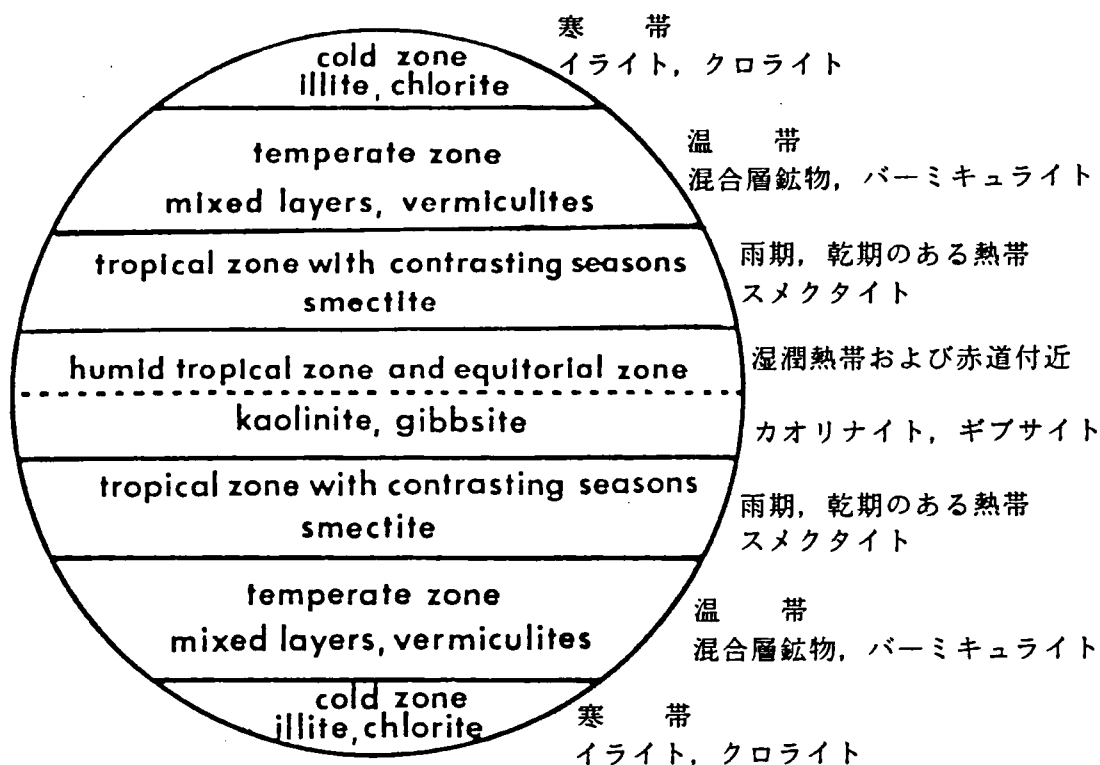 寒 帯
cold zone
イライト，クロライト
illite, chlorite
温 帯
temperate zone
混合層鉱物，バーミキュライト
mixed layers, vermiculites
雨期，乾期のある熱帯
tropical zone with contrasting seasons
スメクタイト
smectite
湿潤熱帯および赤道付近
humid tropical zone and equitorial zone
kaolinite, gibbsite
カオリナイト，ギブサイト
tropical zone with contrasting seasons
雨期，乾期のある熱帯
smectite
スメクタイト
temperate zone
温 帯
mixed layers, vermiculites
混合層鉱物，バーミキュライト
cold zone
寒 帯
illite, chlorite
イライト，クロライト